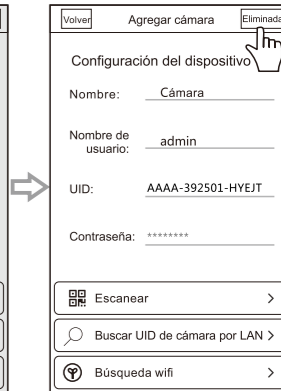 Volver Agregar cámara Eliminada
Configuración del dispositivo
Nombre: Cámara
Nombre de
usuario: admin
UID: AAAA-392501-HYEJT
Contraseña: ********
Escanear
Buscar UID de cámara por LAN
Búsqueda wifi